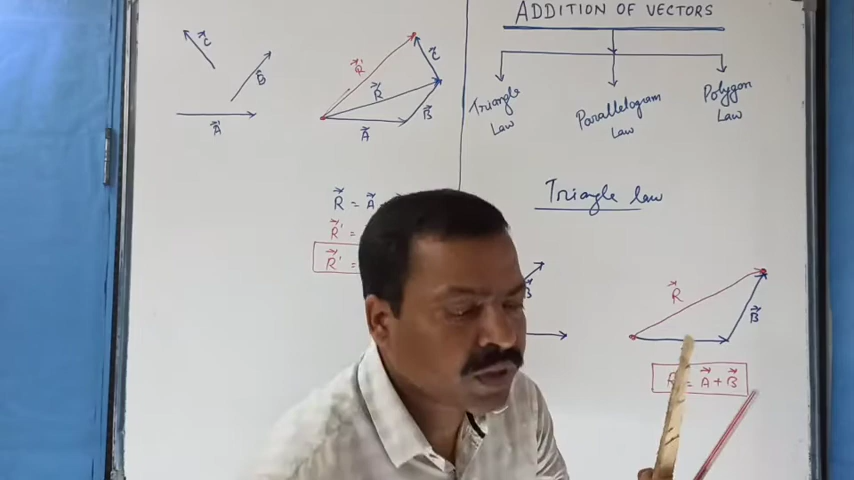 ADDITION OF VECTORS
Triangle Law
Parallelogram Law
Polygon Law
C⃗
B⃗
A⃗
R⃗'
R⃗
C⃗
B⃗
A⃗
R⃗ = A⃗
R⃗' =
R⃗' =
Triangle law
B⃗
R⃗
B⃗
= A⃗ + B⃗